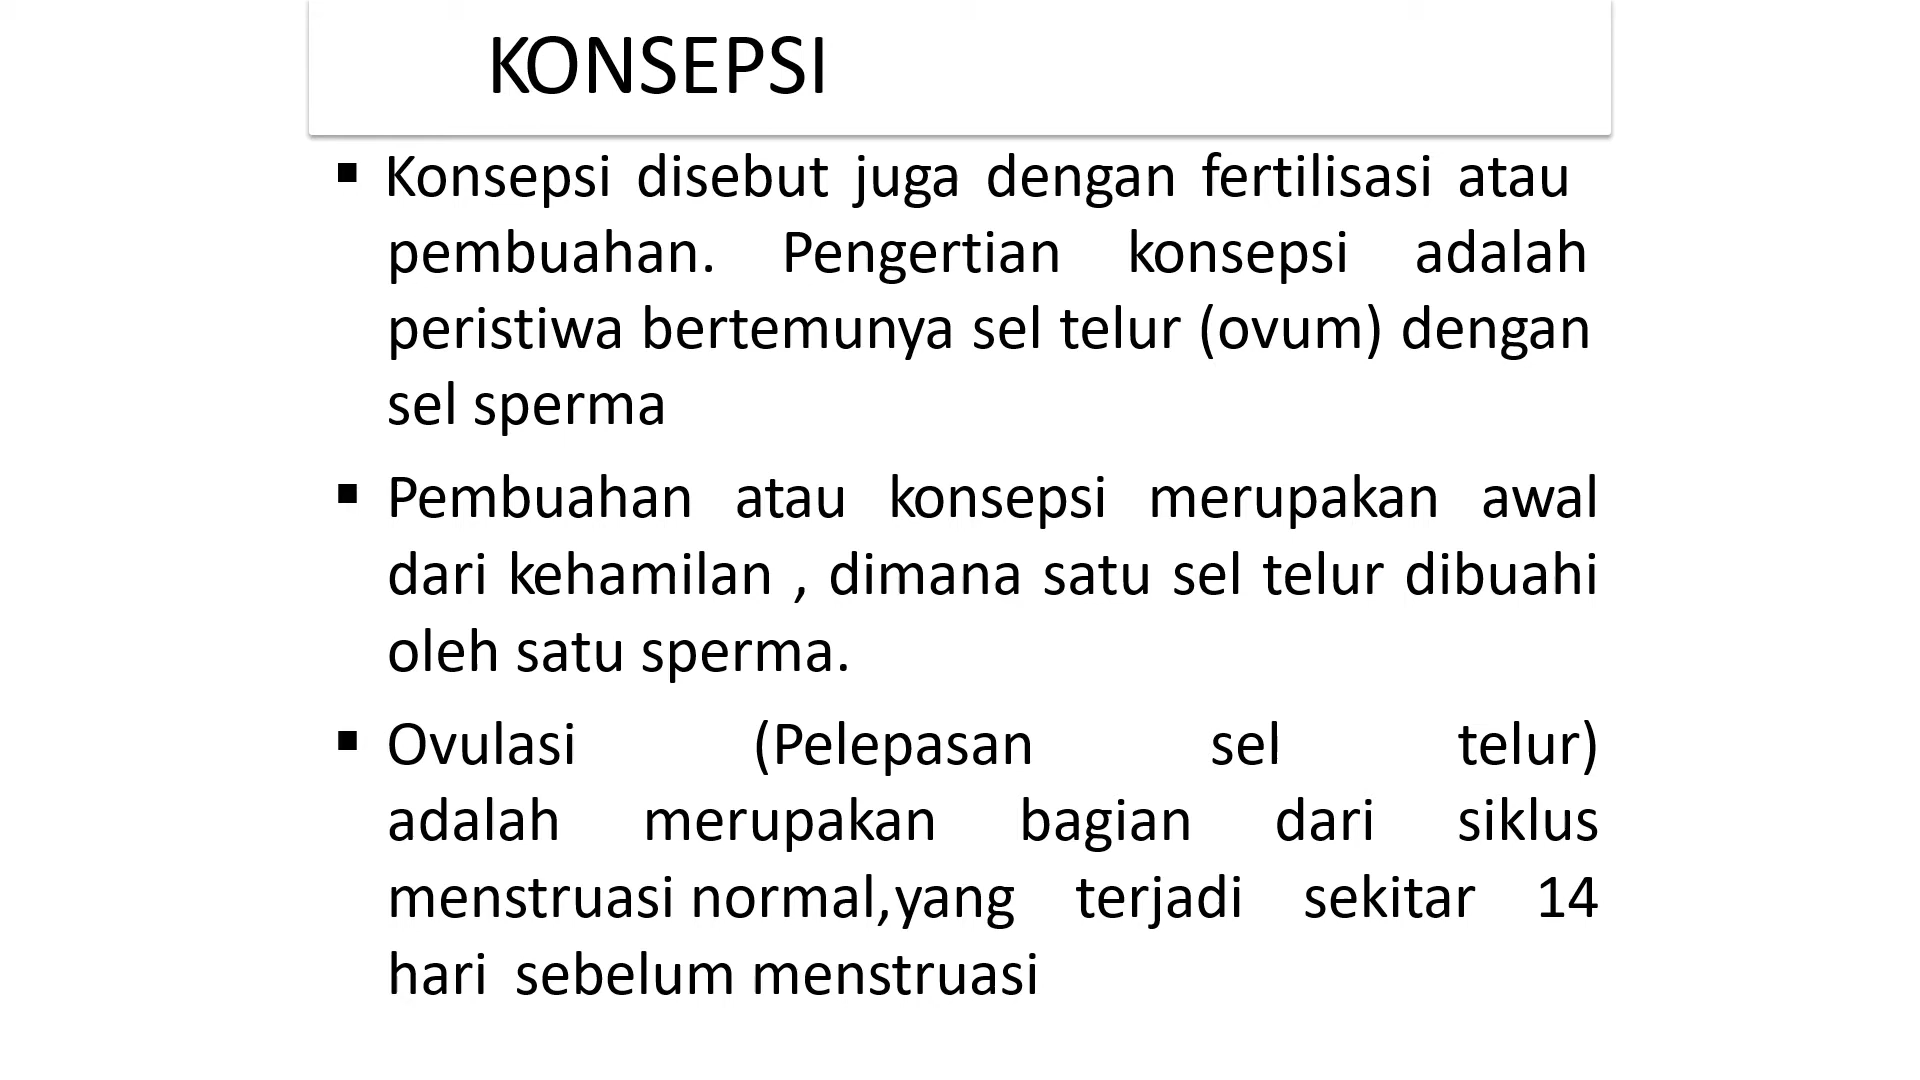 KONSEPSI
▪ Konsepsi disebut juga dengan fertilisasi atau
pembuahan. Pengertian konsepsi adalah
peristiwa bertemunya sel telur (ovum) dengan
sel sperma
▪ Pembuahan atau konsepsi merupakan awal
dari kehamilan , dimana satu sel telur dibuahi
oleh satu sperma.
▪ Ovulasi (Pelepasan sel telur)
adalah merupakan bagian dari siklus
menstruasi normal,yang terjadi sekitar 14
hari sebelum menstruasi